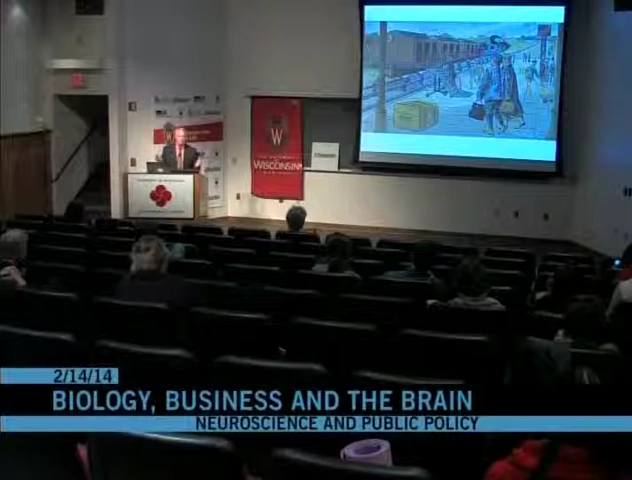 WISCONSIN
2/14/14
BIOLOGY, BUSINESS AND THE BRAIN
NEUROSCIENCE AND PUBLIC POLICY